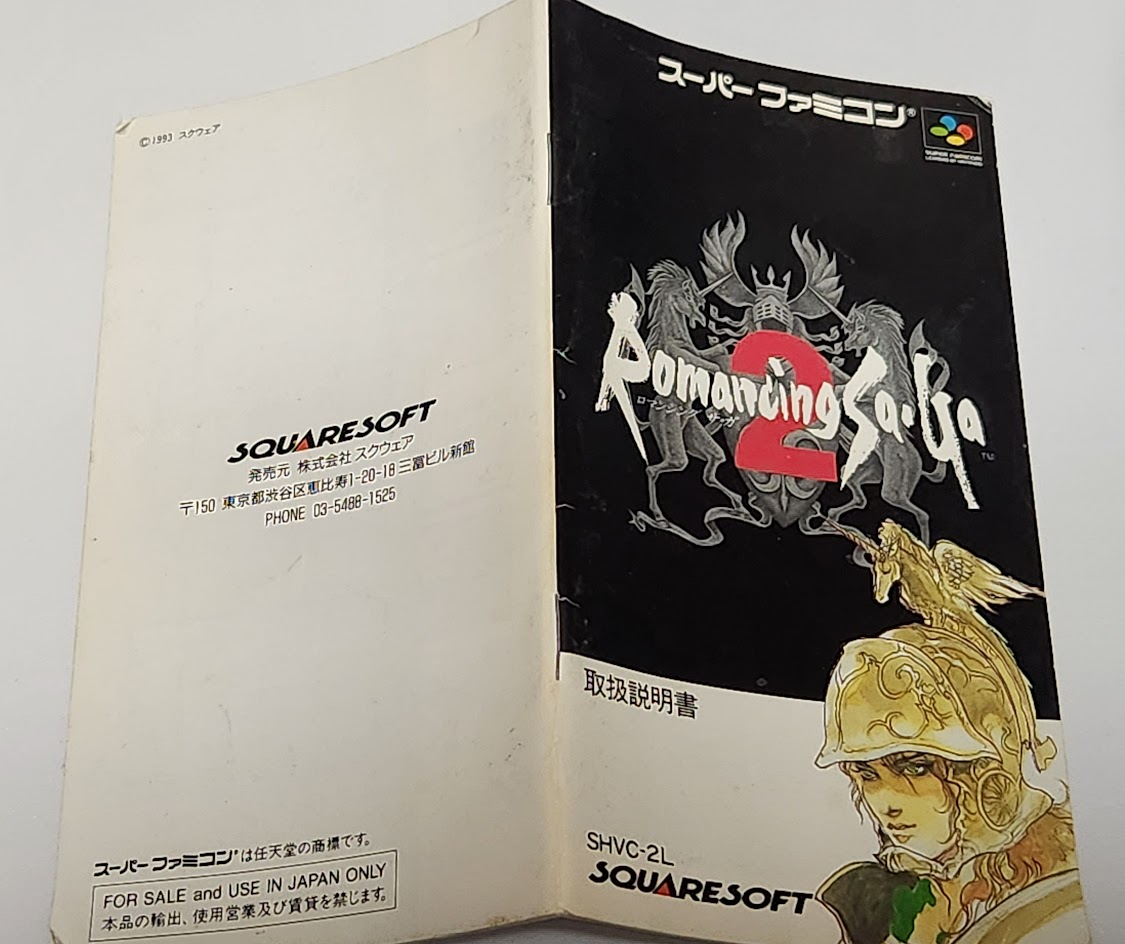 ©1993 スクウェア
SQUARESOFT
発売元 株式会社 スクウェア
〒150 東京都渋谷区恵比寿1-20-18 三富ビル新館
PHONE 03-5488-1525
スーパーファミコン®は任天堂の商標です。
FOR SALE and USE IN JAPAN ONLY
本品の輸出、使用営業及び賃貸を禁じます。
スーパーファミコン®
SUPER FAMICOM
LICENSED BY NINTENDO
Romancing Sa·Ga
ロマンシング サ・ガ
2
TM
取扱説明書
SHVC-2L
SQUARESOFT